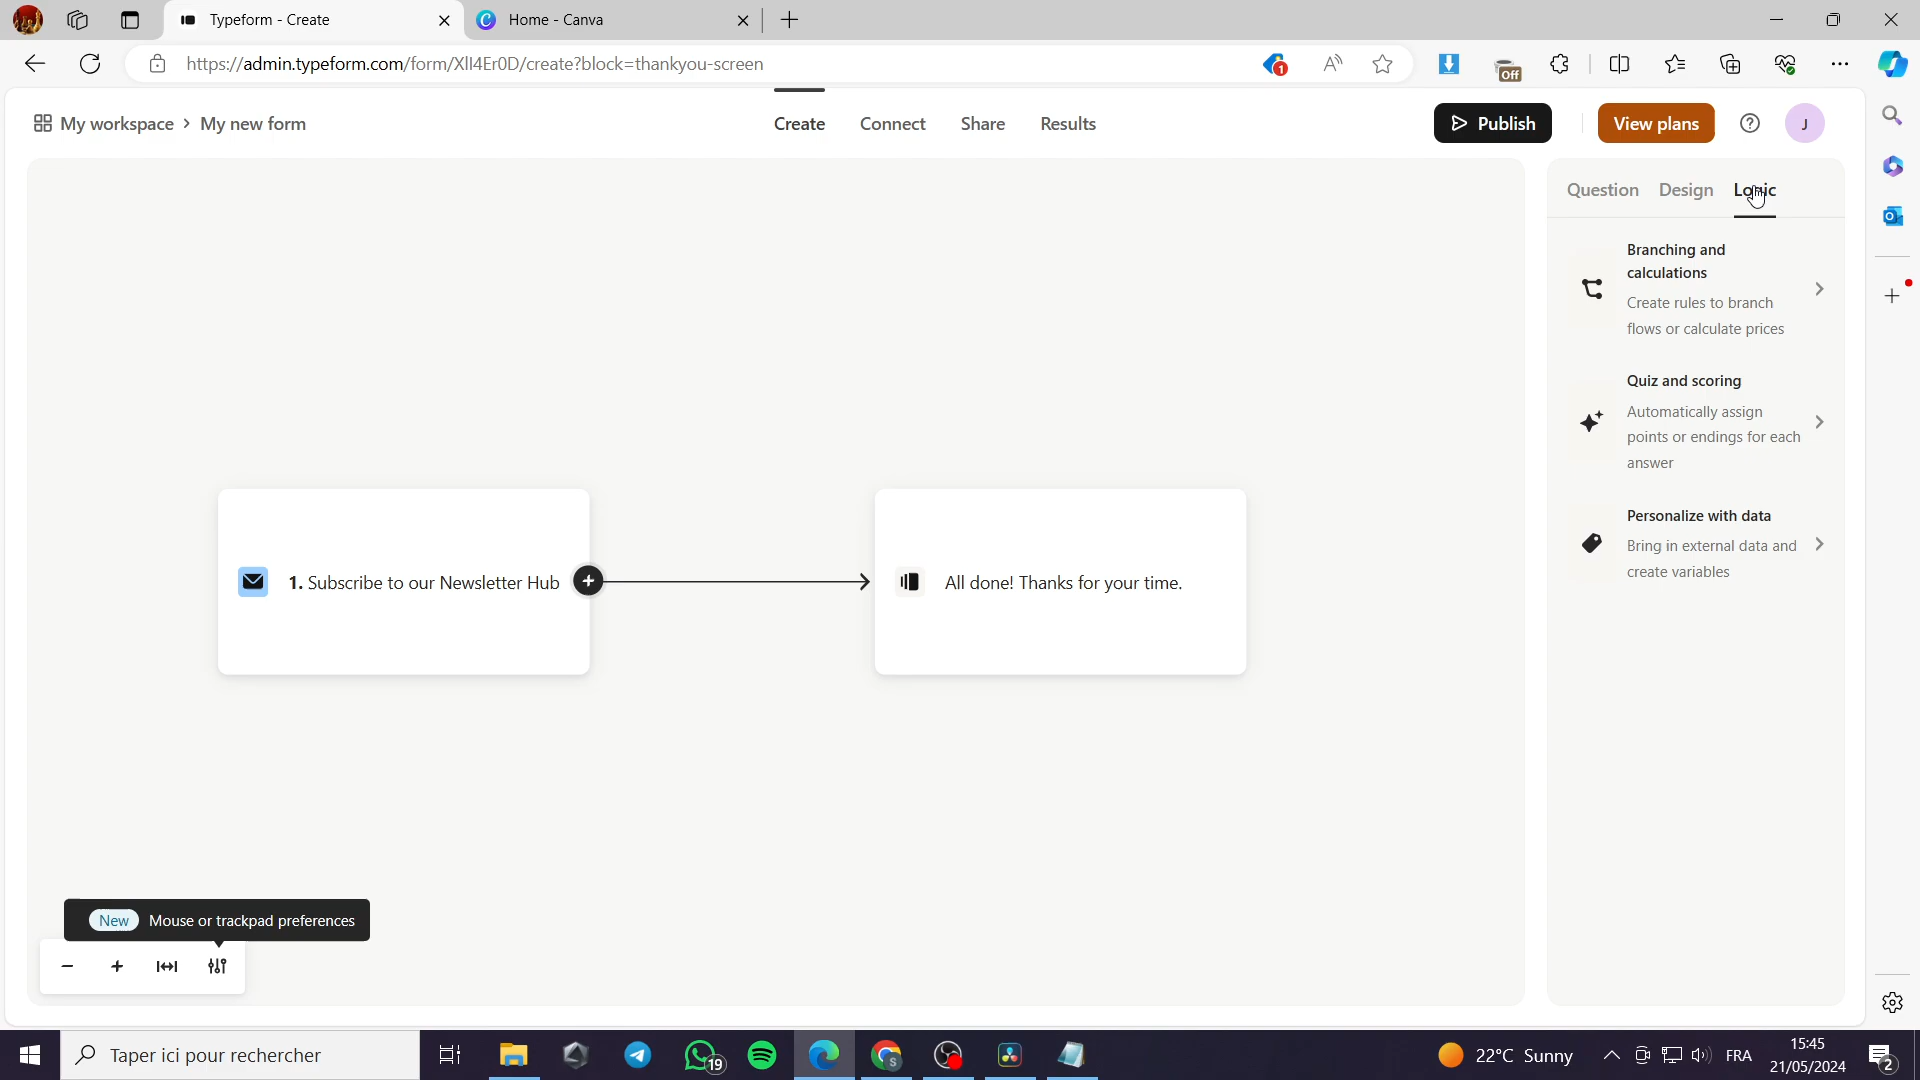 Typeform - Create
Home - Canva
https://admin.typeform.com/form/XlI4Er0D/create?block=thankyou-screen
1
Off
My workspace > My new form
Create
Connect
Share
Results
Publish
View plans
J
Question
Design
Logic
Branching and
calculations
Create rules to branch
flows or calculate prices
Quiz and scoring
Automatically assign
points or endings for each
answer
Personalize with data
Bring in external data and
create variables
1. Subscribe to our Newsletter Hub
All done! Thanks for your time.
New Mouse or trackpad preferences
Taper ici pour rechercher
19
S
22°C Sunny
FRA
15:45
21/05/2024
2